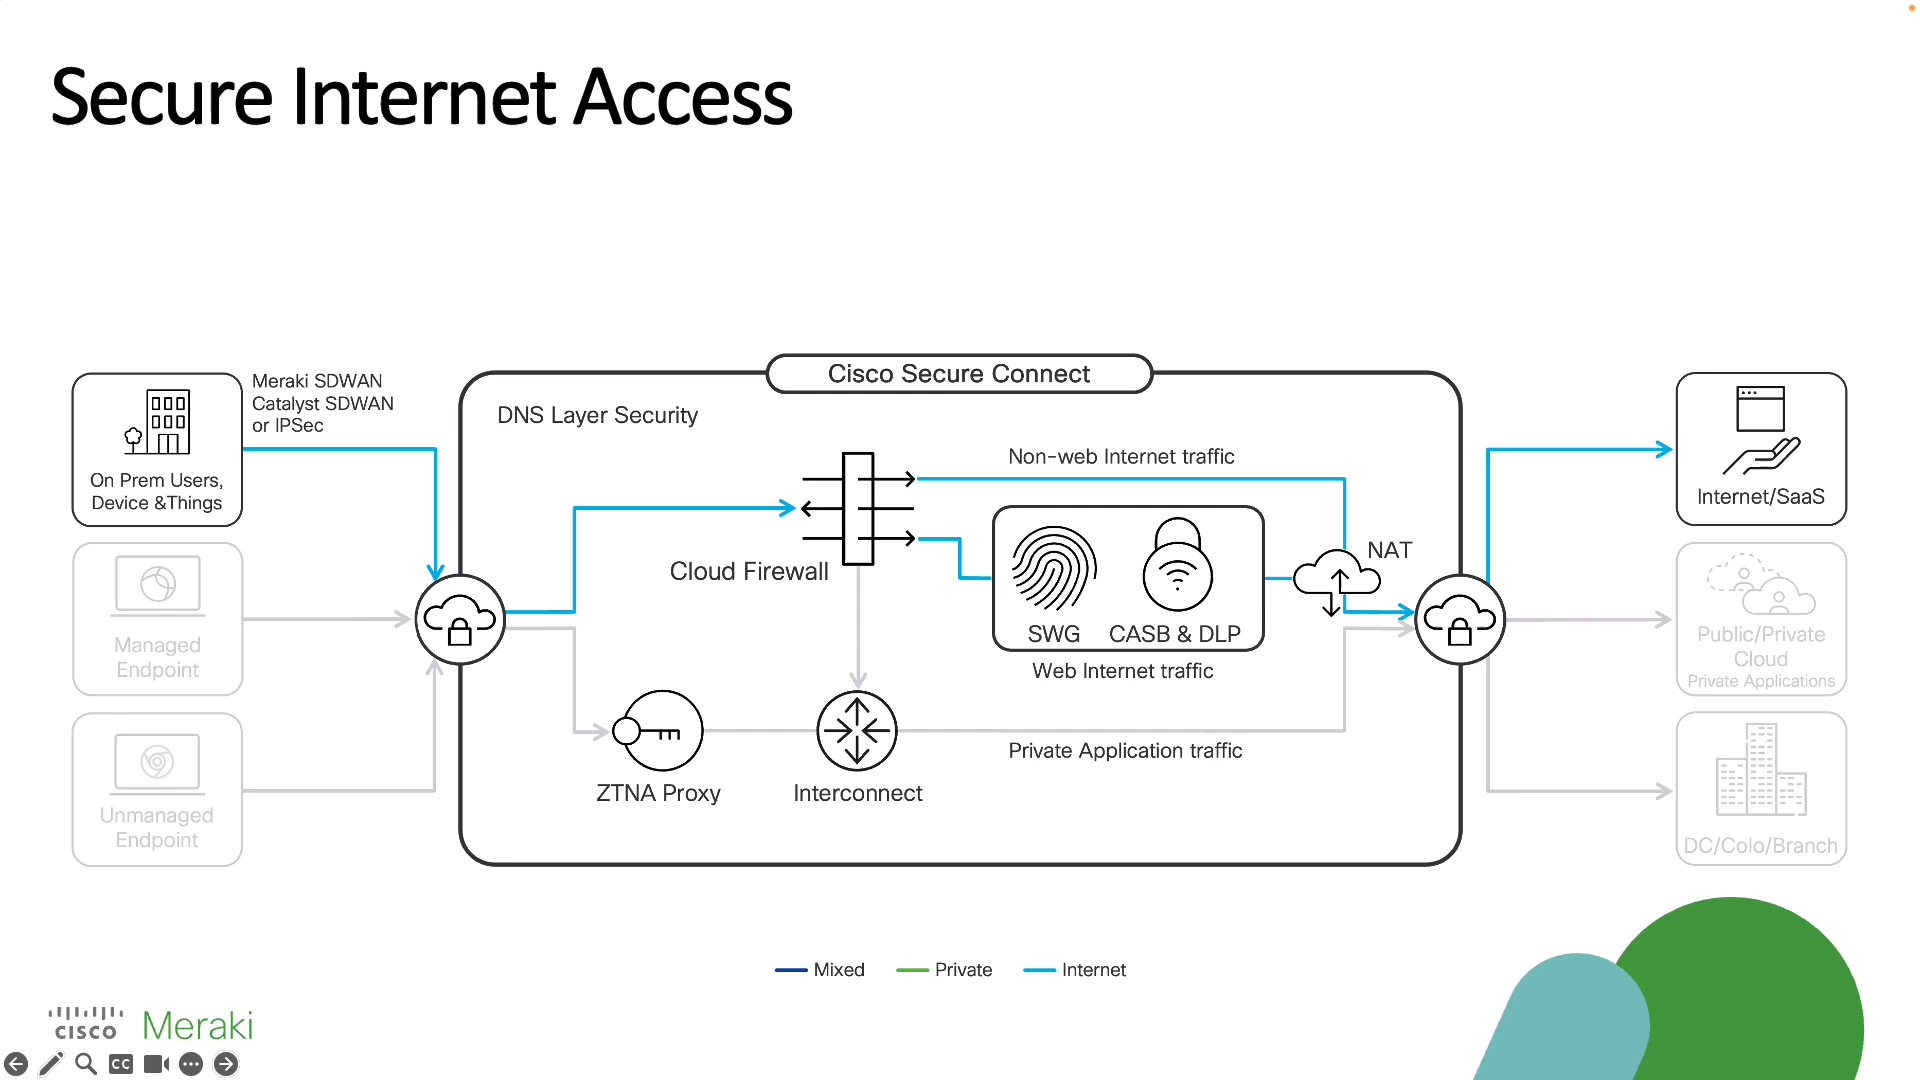 Secure Internet Access
Cisco Secure Connect
Meraki SDWAN
Catalyst SDWAN
or IPSec
On Prem Users,
Device &Things
Managed
Endpoint
Unmanaged
Endpoint
DNS Layer Security
Cloud Firewall
Non-web Internet traffic
SWG
CASB & DLP
Web Internet traffic
NAT
ZTNA Proxy
Interconnect
Private Application traffic
Internet/SaaS
Public/Private
Cloud
Private Applications
DC/Colo/Branch
Mixed
Private
Internet
CISCO
Meraki
CC